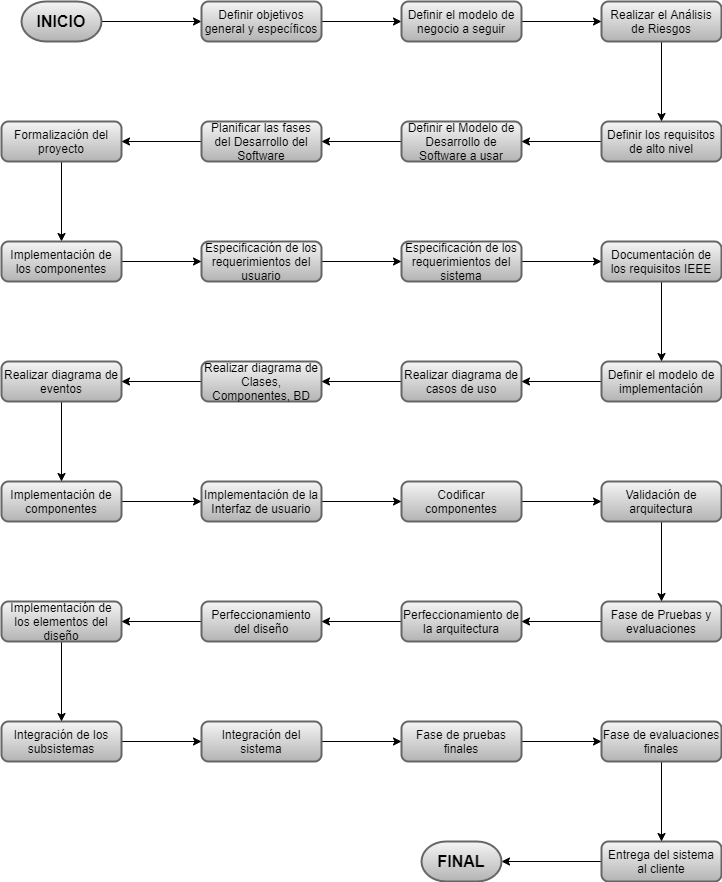 INICIO
Definir objetivos
general y específicos
Definir el modelo de
negocio a seguir
Realizar el Análisis
de Riesgos
Formalización del
proyecto
Planificar las fases
del Desarrollo del
Software
Definir el Modelo de
Desarrollo de
Software a usar
Definir los requisitos
de alto nivel
Implementación de
los componentes
Especificación de los
requerimientos del
usuario
Especificación de los
requerimientos del
sistema
Documentación de
los requisitos IEEE
Realizar diagrama de
eventos
Realizar diagrama de
Clases,
Componentes, BD
Realizar diagrama de
casos de uso
Definir el modelo de
implementación
Implementación de
componentes
Implementación de la
Interfaz de usuario
Codificar
componentes
Validación de
arquitectura
Implementación de
los elementos del
diseño
Perfeccionamiento
del diseño
Perfeccionamiento de
la arquitectura
Fase de Pruebas y
evaluaciones
Integración de los
subsistemas
Integración del
sistema
Fase de pruebas
finales
Fase de evaluaciones
finales
FINAL
Entrega del sistema
al cliente